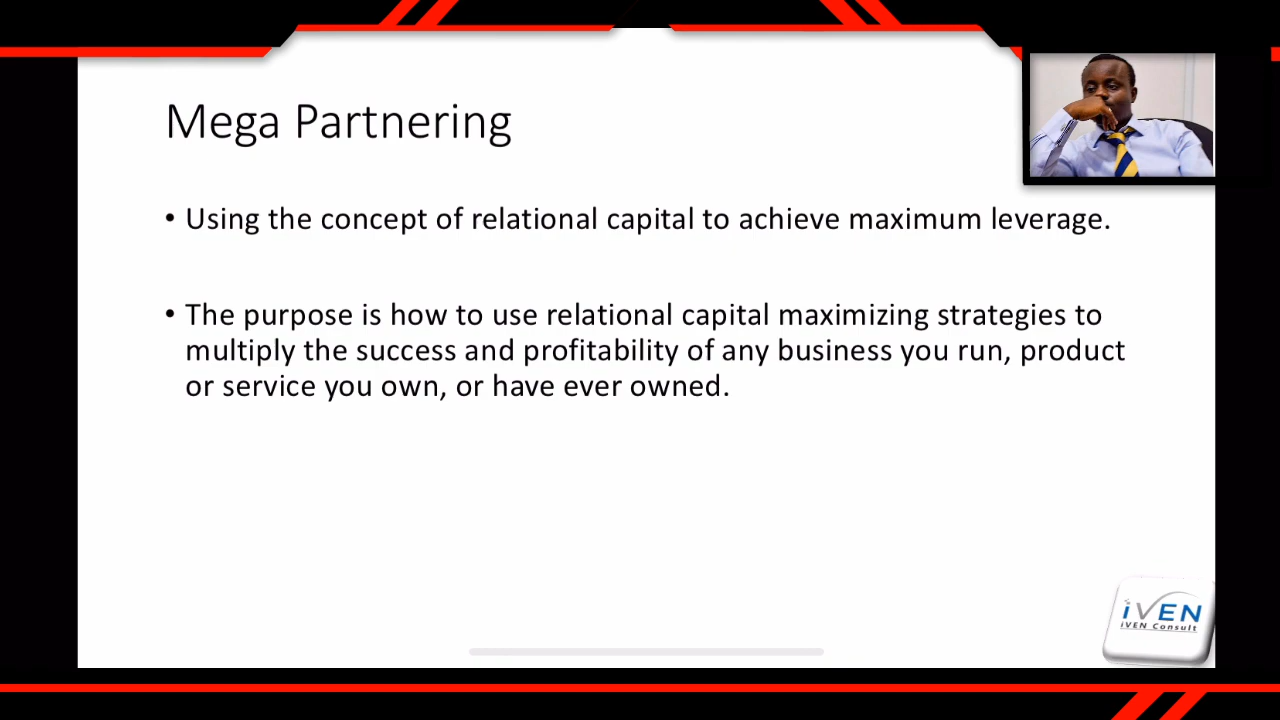 Mega Partnering
• Using the concept of relational capital to achieve maximum leverage.
• The purpose is how to use relational capital maximizing strategies to
multiply the success and profitability of any business you run, product
or service you own, or have ever owned.
iVEN
iVEN Consult